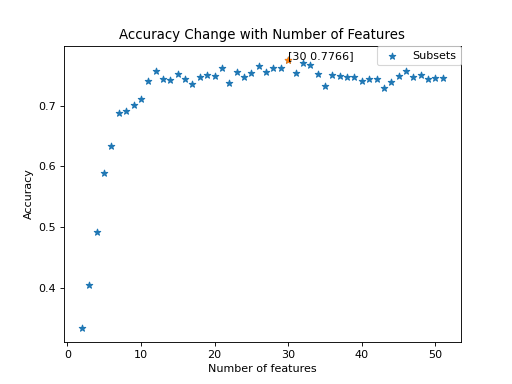 Accuracy Change with Number of Features
[30 0.7766]
Subsets
0.7
0.6
0.5
0.4
Accuracy
0 10 20 30 40 50
Number of features